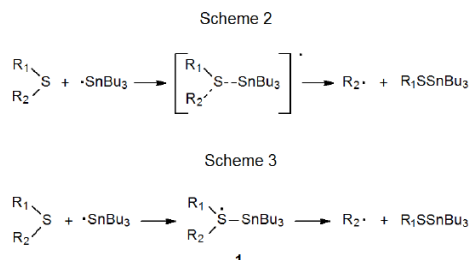 Scheme 2
R1 S R2 + ·SnBu3 [ R1 S---SnBu3 R2 ]· R2· + R1SSnBu3
Scheme 3
R1 S R2 + ·SnBu3 R1 Ṡ—SnBu3 R2 R2· + R1SSnBu3
1